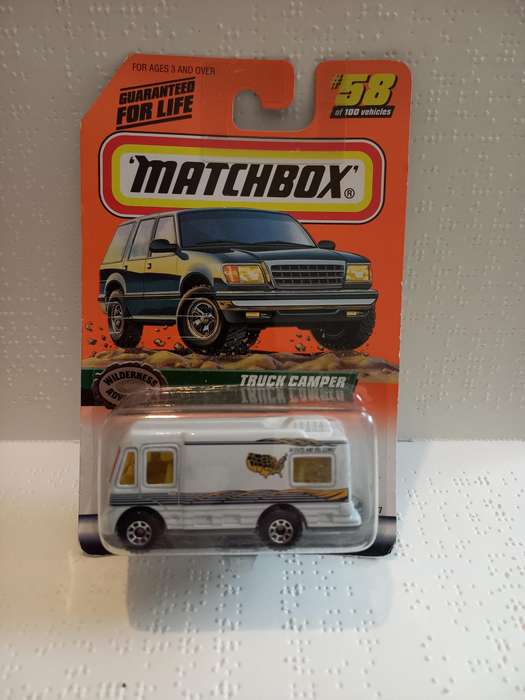 FOR AGES 3 AND OVER
GUARANTEED
FOR LIFE
#58
of 100 vehicles
'MATCHBOX'®
TRUCK CAMPER
WILDERNESS